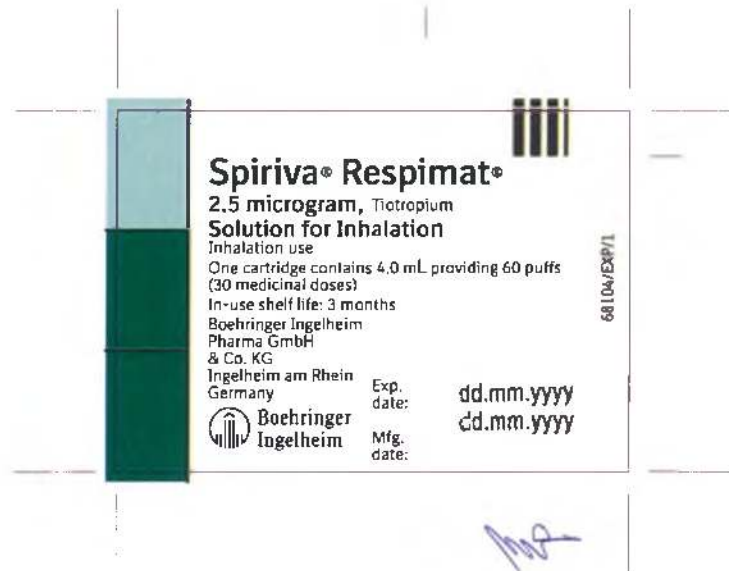 Spiriva® Respimat®
2.5 microgram, Tiotropium
Solution for Inhalation
Inhalation use
One cartridge contains 4.0 mL providing 60 puffs
(30 medicinal doses)
In-use shelf life: 3 months
Boehringer Ingelheim
Pharma GmbH
& Co. KG
Ingelheim am Rhein
Germany
Boehringer
Ingelheim
Exp.
date:
dd.mm.yyyy
Mfg.
date:
dd.mm.yyyy
68104/EXP/1